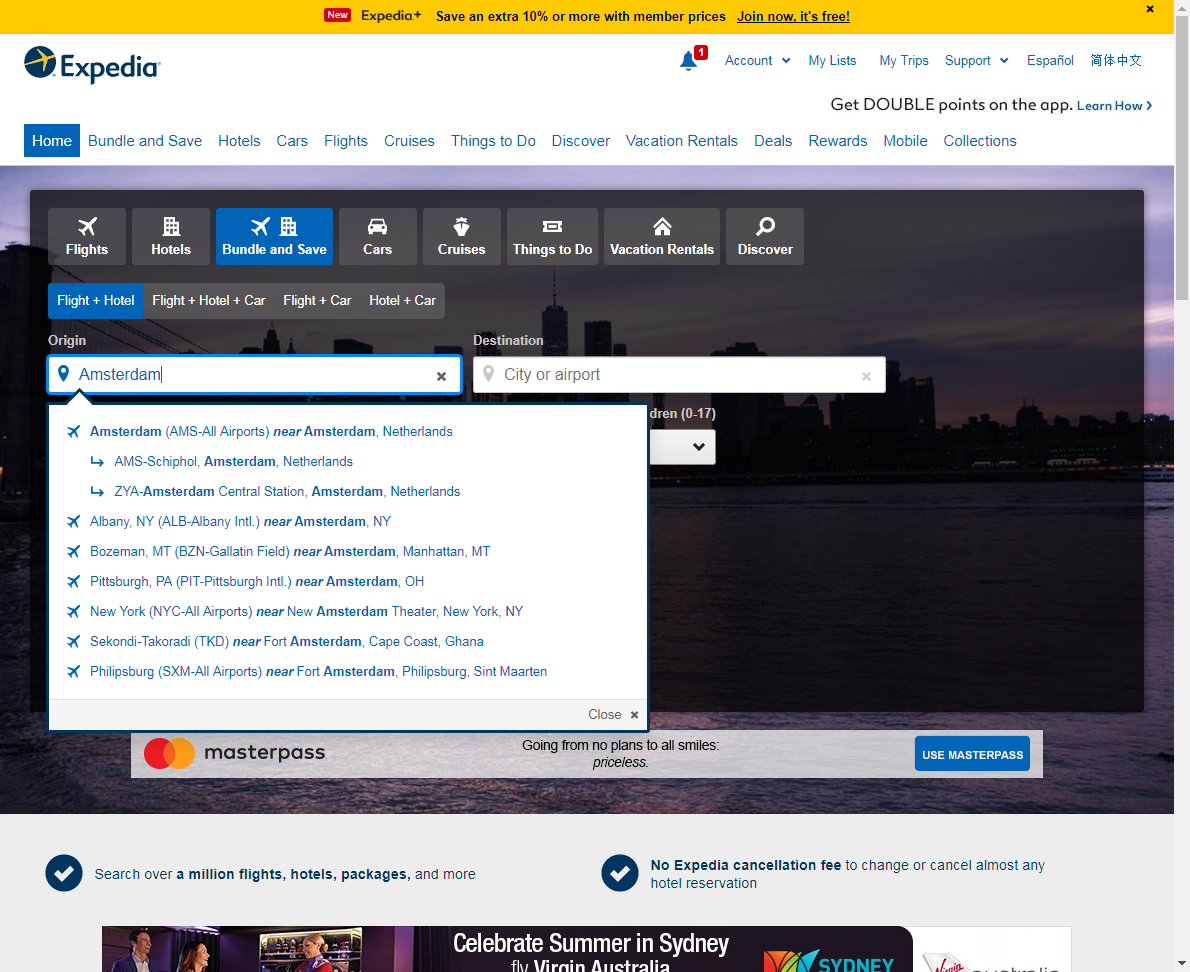 New Expedia+ Save an extra 10% or more with member prices Join now, it's free!
Expedia
1 Account My Lists My Trips Support Español 简体中文
Get DOUBLE points on the app. Learn How
Home Bundle and Save Hotels Cars Flights Cruises Things to Do Discover Vacation Rentals Deals Rewards Mobile Collections
Flights Hotels Bundle and Save Cars Cruises Things to Do Vacation Rentals Discover
Flight + Hotel Flight + Hotel + Car Flight + Car Hotel + Car
Origin Destination
Amsterdam City or airport
dren (0-17)
Amsterdam (AMS-All Airports) near Amsterdam, Netherlands
AMS-Schiphol, Amsterdam, Netherlands
ZYA-Amsterdam Central Station, Amsterdam, Netherlands
Albany, NY (ALB-Albany Intl.) near Amsterdam, NY
Bozeman, MT (BZN-Gallatin Field) near Amsterdam, Manhattan, MT
Pittsburgh, PA (PIT-Pittsburgh Intl.) near Amsterdam, OH
New York (NYC-All Airports) near New Amsterdam Theater, New York, NY
Sekondi-Takoradi (TKD) near Fort Amsterdam, Cape Coast, Ghana
Philipsburg (SXM-All Airports) near Fort Amsterdam, Philipsburg, Sint Maarten
Close
masterpass Going from no plans to all smiles: USE MASTERPASS
priceless.
Search over a million flights, hotels, packages, and more
No Expedia cancellation fee to change or cancel almost any
hotel reservation
Celebrate Summer in Sydney
fly Virgin Australia
SYDNEY
Virgin australia